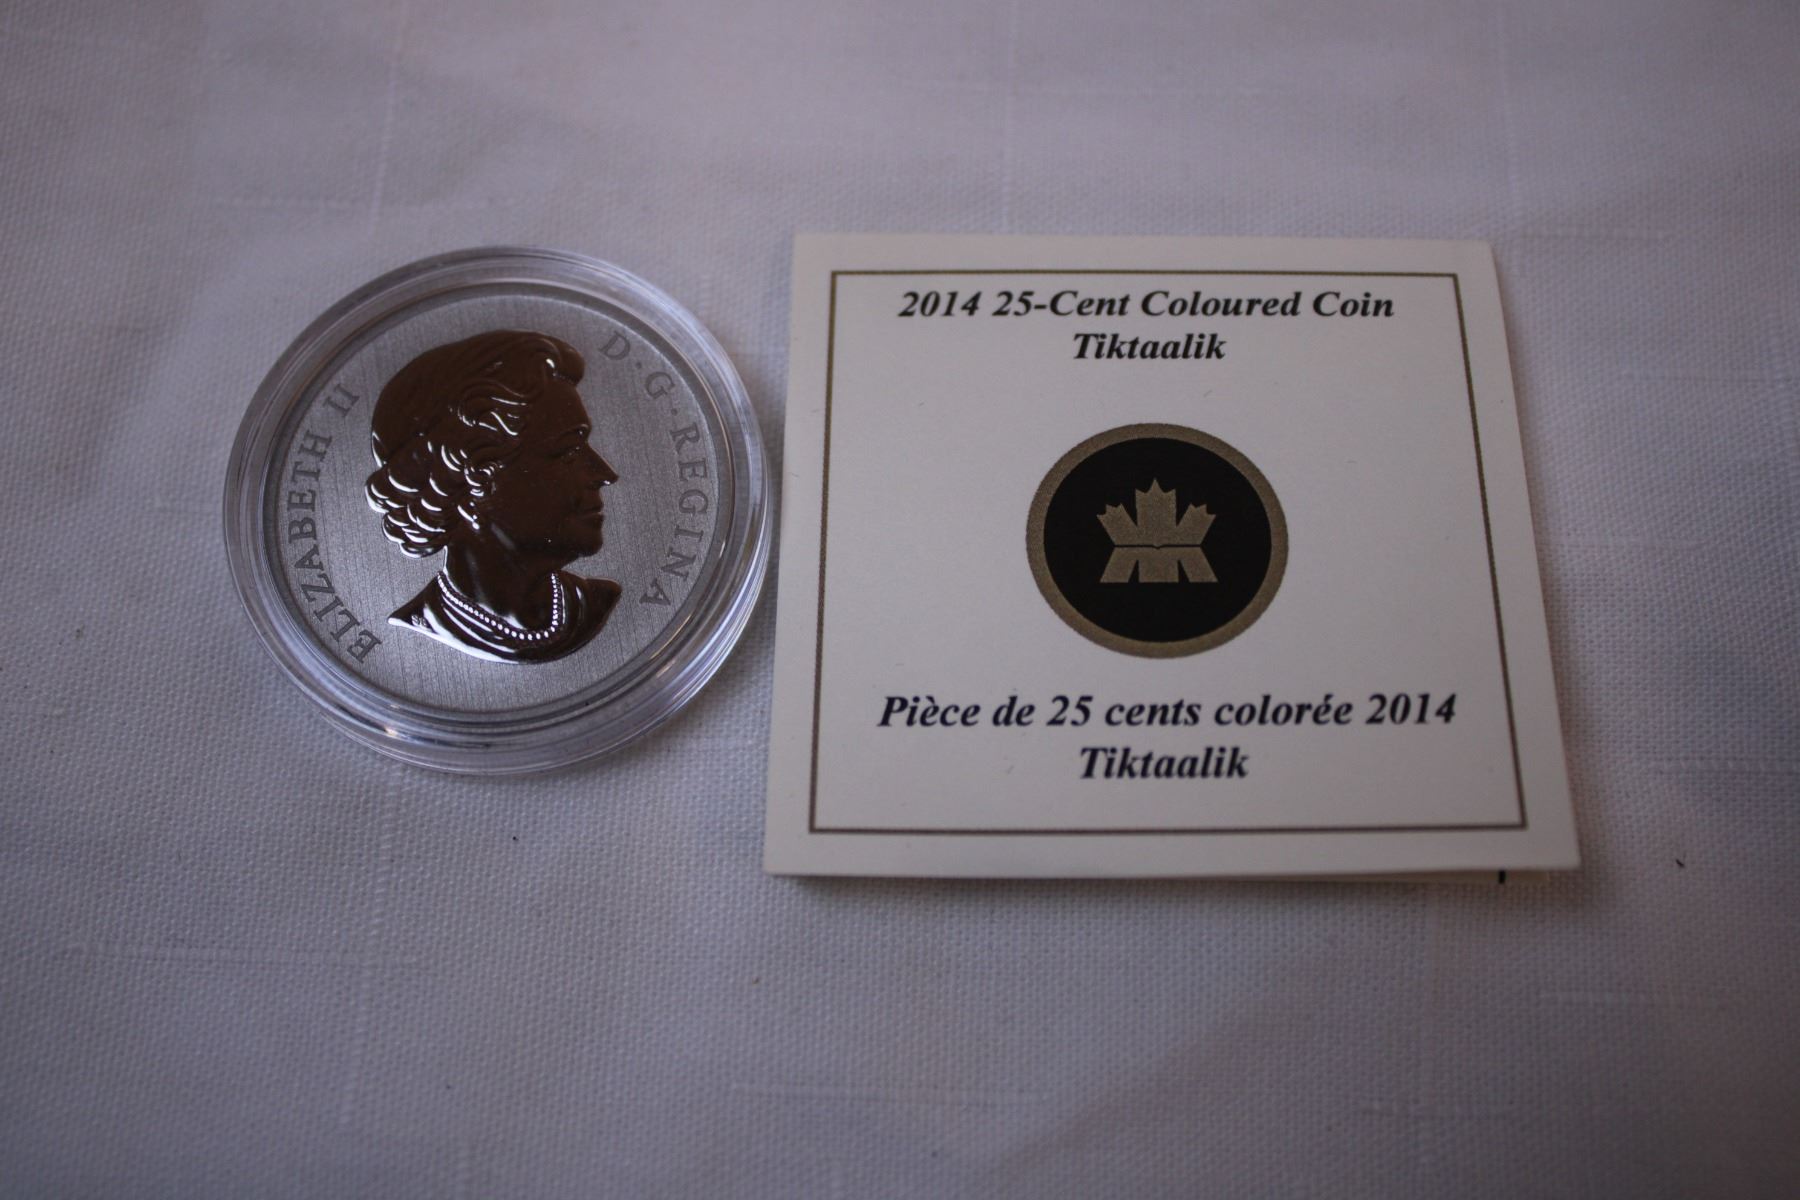 ELIZABETH II D·G·REGINA
2014 25-Cent Coloured Coin
Tiktaalik
Pièce de 25 cents colorée 2014
Tiktaalik